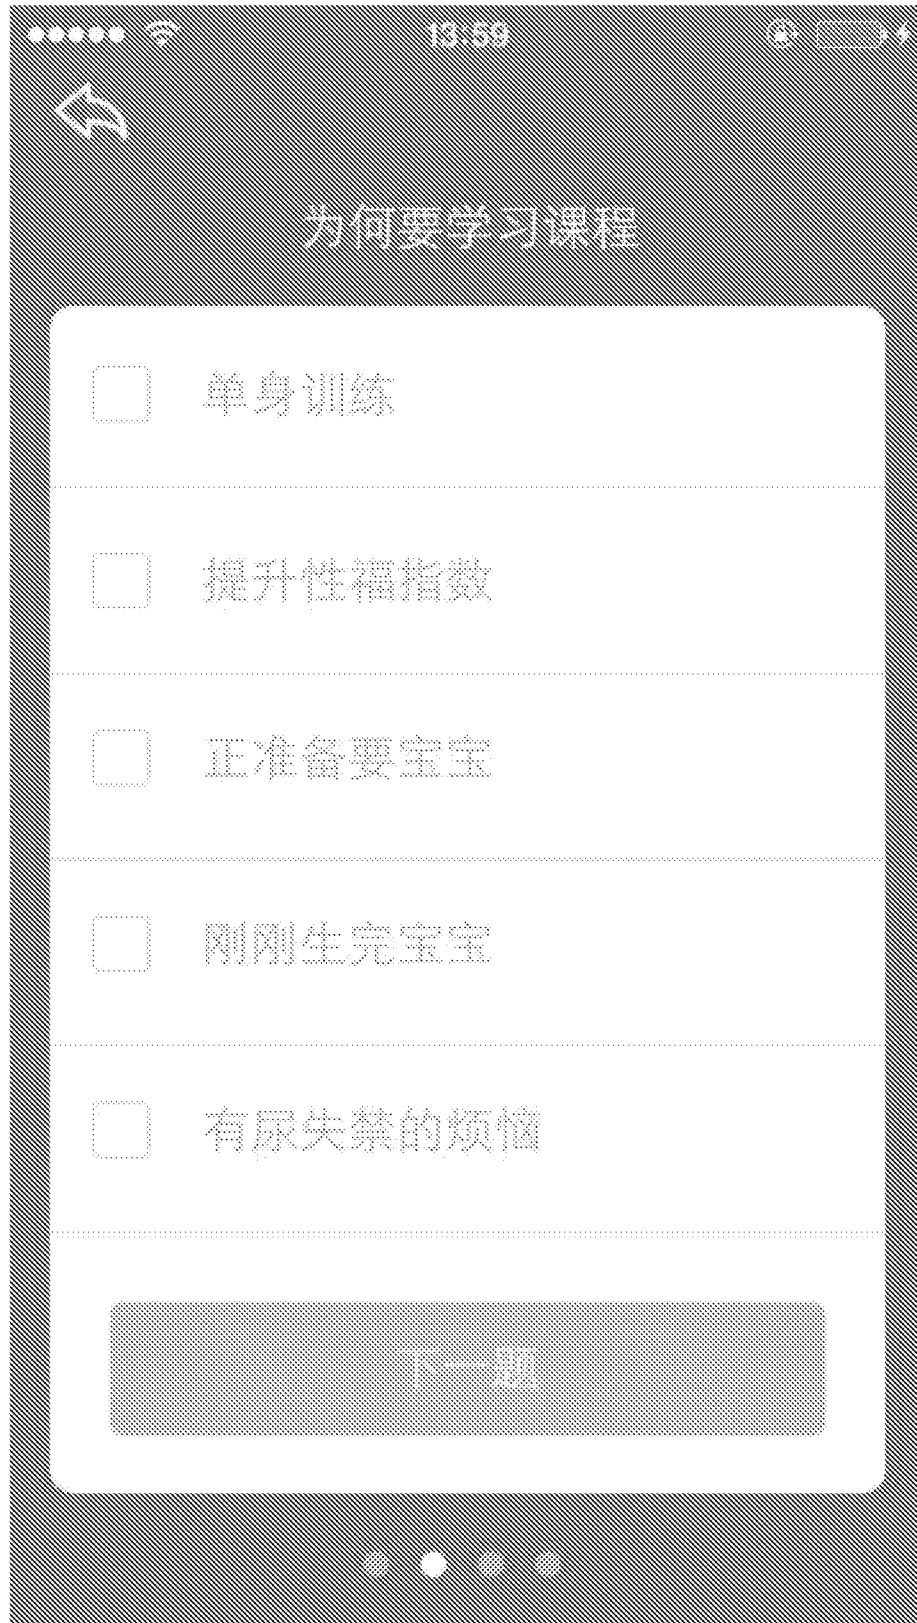 13:59
为何要学习课程
单身训练
提升性福指数
正准备要宝宝
刚刚生完宝宝
有尿失禁的烦恼
下一题